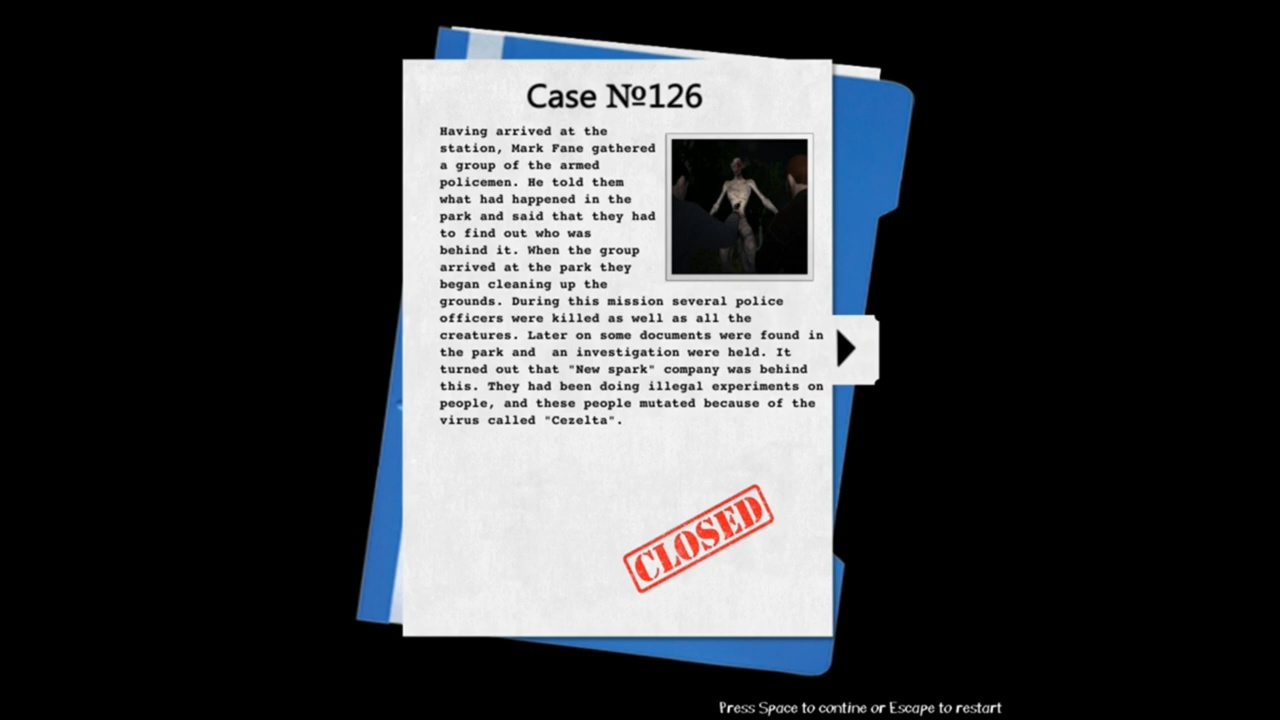 Case №126
Having arrived at the
station, Mark Fane gathered
a group of the armed
policemen. He told them
what had happened in the
park and said that they had
to find out who was
behind it. When the group
arrived at the park they
began cleaning up the
grounds. During this mission several police
officers were killed as well as all the
creatures. Later on some documents were found in
the park and  an investigation were held. It
turned out that "New spark" company was behind
this. They had been doing illegal experiments on
people, and these people mutated because of the
virus called "Cezelta".
CLOSED
Press Space to contine or Escape to restart